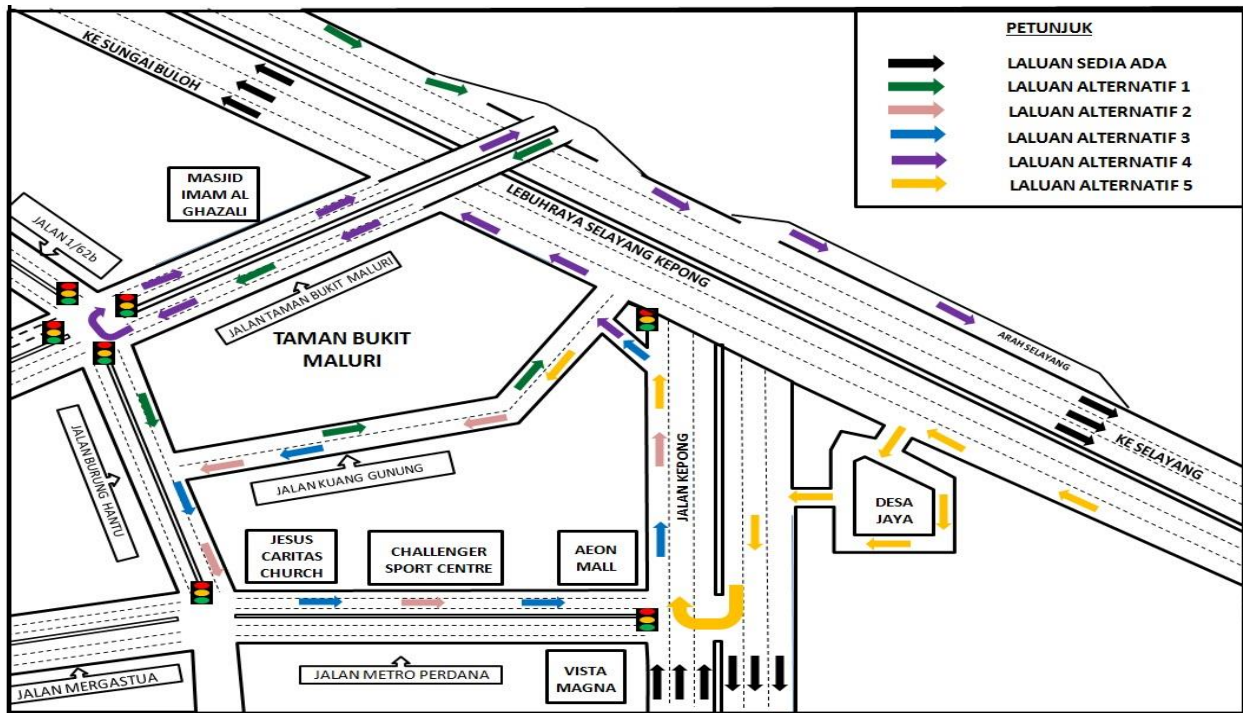 PETUNJUK
LALUAN SEDIA ADA
LALUAN ALTERNATIF 1
LALUAN ALTERNATIF 2
LALUAN ALTERNATIF 3
LALUAN ALTERNATIF 4
LALUAN ALTERNATIF 5
KE SUNGAI BULOH
MASJID
IMAM AL
GHAZALI
JALAN 1/62b
LEBUHRAYA SELAYANG KEPONG
JALAN TAMAN BUKIT MALURI
TAMAN BUKIT
MALURI
ARAH SELAYANG
KE SELAYANG
JALAN BURUNG HANTU
JALAN KUANG GUNUNG
JALAN KEPONG
DESA
JAYA
JESUS
CARITAS
CHURCH
CHALLENGER
SPORT CENTRE
AEON
MALL
JALAN MERGASTUA
JALAN METRO PERDANA
VISTA
MAGNA